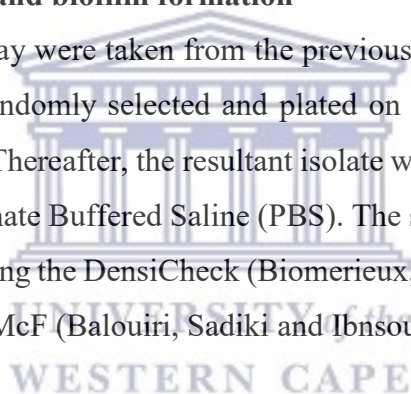 and biofilm formation
ay were taken from the previous
ndomly selected and plated on
Thereafter, the resultant isolate w
nate Buffered Saline (PBS). The s
ng the DensiCheck (Biomerieux,
UNIVERSITY of the
McF (Balouiri, Sadiki and Ibnsou
WESTERN CAPE